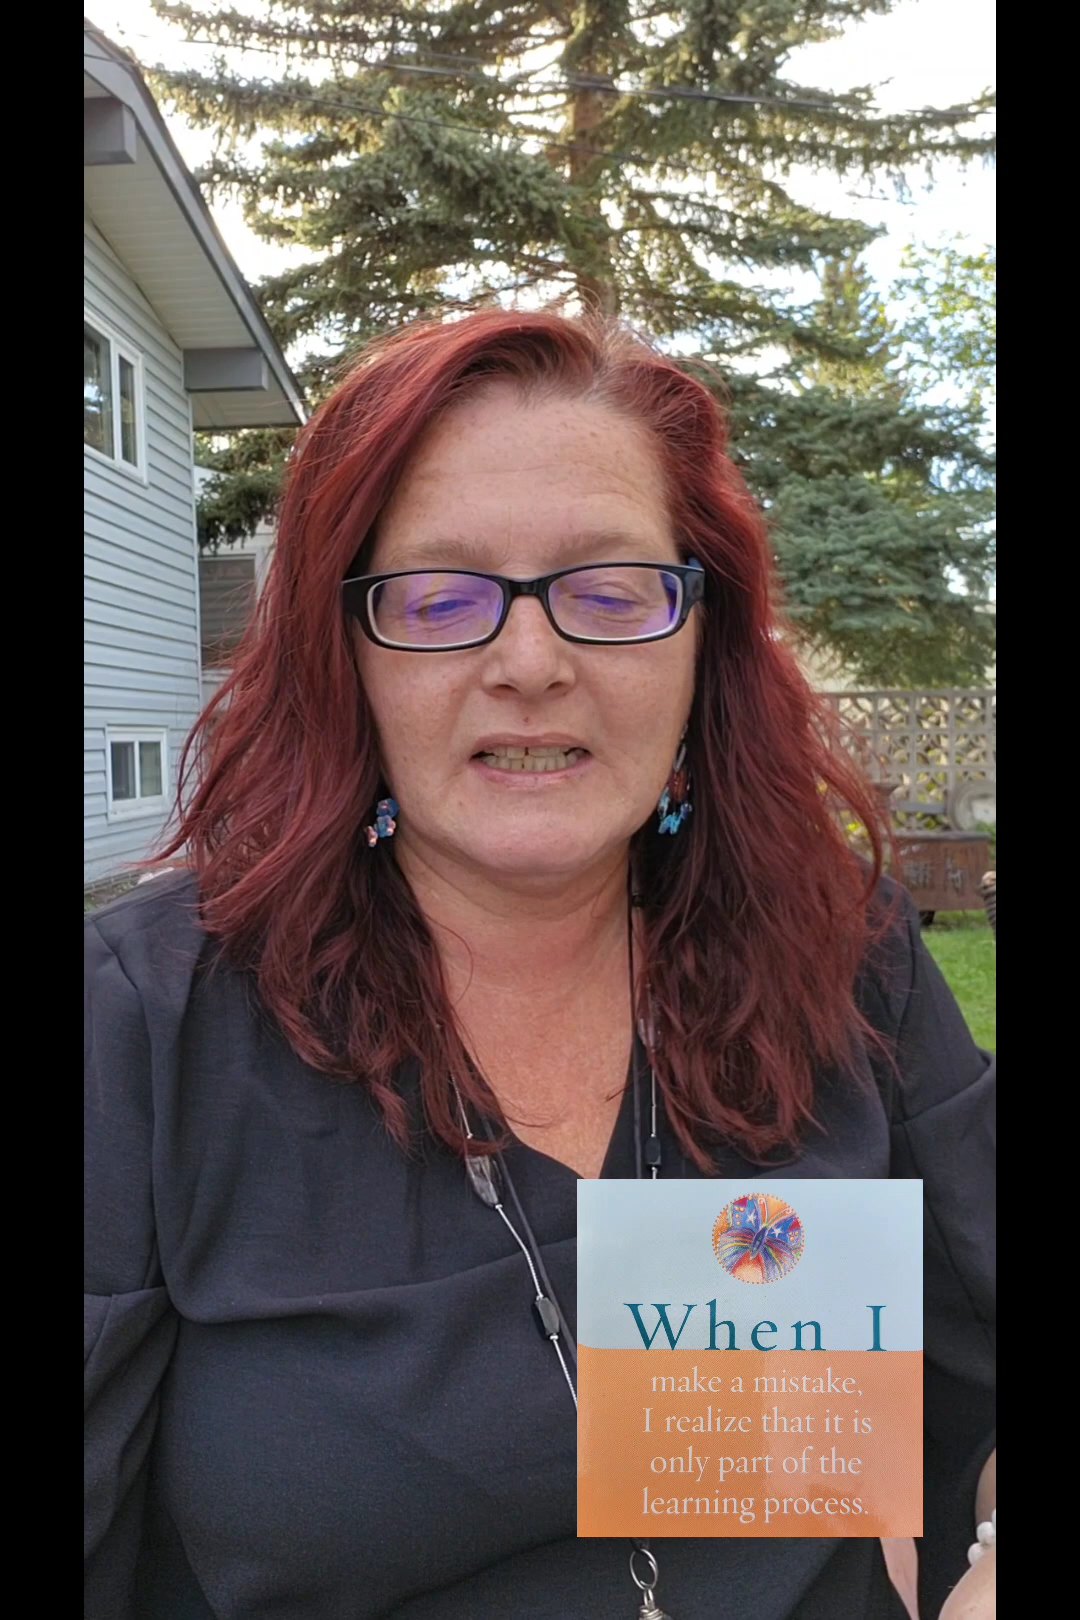 When I
make a mistake,
I realize that it is
only part of the
learning process.